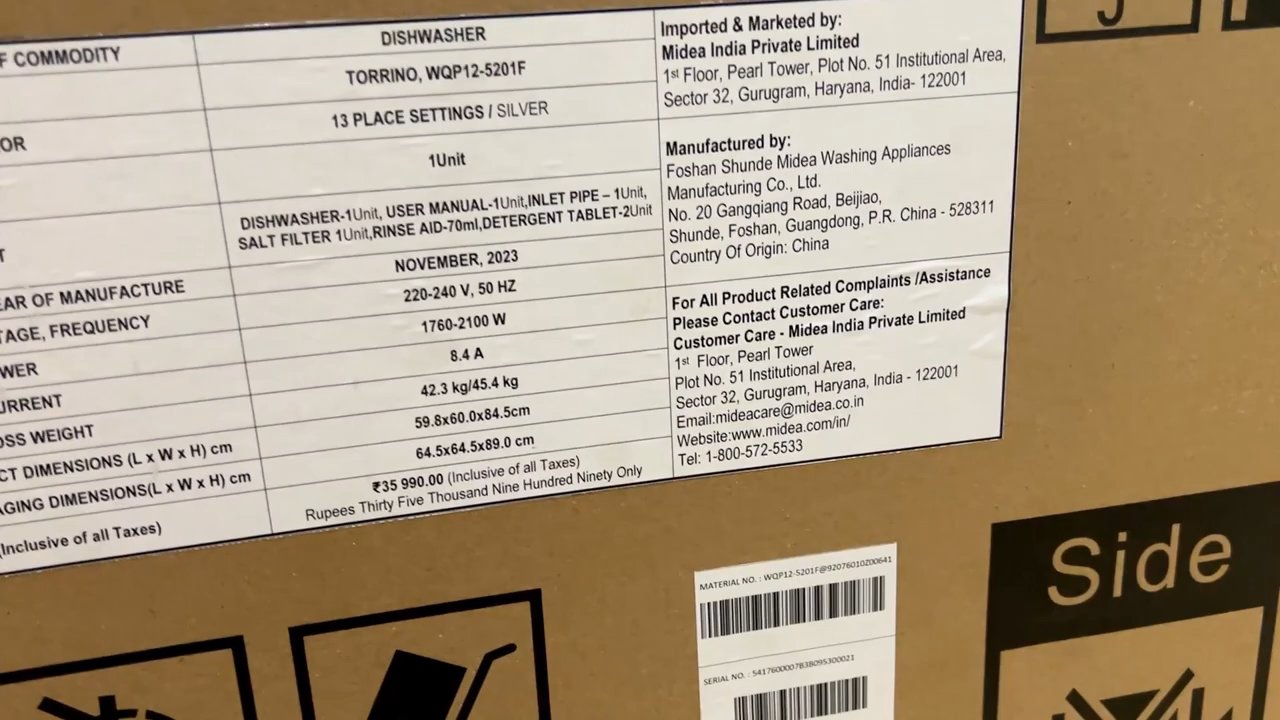 F COMMODITY
DISHWASHER
TORRINO, WQP12-5201F
OR
13 PLACE SETTINGS / SILVER
1Unit
T
DISHWASHER-1Unit, USER MANUAL-1Unit,INLET PIPE – 1Unit,
SALT FILTER 1Unit,RINSE AID-70ml,DETERGENT TABLET-2Unit
EAR OF MANUFACTURE
NOVEMBER, 2023
TAGE, FREQUENCY
220-240 V, 50 HZ
WER
1760-2100 W
URRENT
8.4 A
OSS WEIGHT
42.3 kg/45.4 kg
CT DIMENSIONS (L x W x H) cm
59.8x60.0x84.5cm
AGING DIMENSIONS(L x W x H) cm
64.5x64.5x89.0 cm
(Inclusive of all Taxes)
₹35 990.00 (Inclusive of all Taxes)
Rupees Thirty Five Thousand Nine Hundred Ninety Only
Imported & Marketed by:
Midea India Private Limited
1st Floor, Pearl Tower, Plot No. 51 Institutional Area,
Sector 32, Gurugram, Haryana, India- 122001
Manufactured by:
Foshan Shunde Midea Washing Appliances
Manufacturing Co., Ltd.
No. 20 Gangqiang Road, Beijiao,
Shunde, Foshan, Guangdong, P.R. China - 528311
Country Of Origin: China
For All Product Related Complaints /Assistance
Please Contact Customer Care:
Customer Care - Midea India Private Limited
1st Floor, Pearl Tower
Plot No. 51 Institutional Area,
Sector 32, Gurugram, Haryana, India - 122001
Email:mideacare@midea.co.in
Website:www.midea.com/in/
Tel: 1-800-572-5533
MATERIAL NO. : WQP12-5201F@92076010Z00641
SERIAL NO. : 5417600007B3B095300021
Side